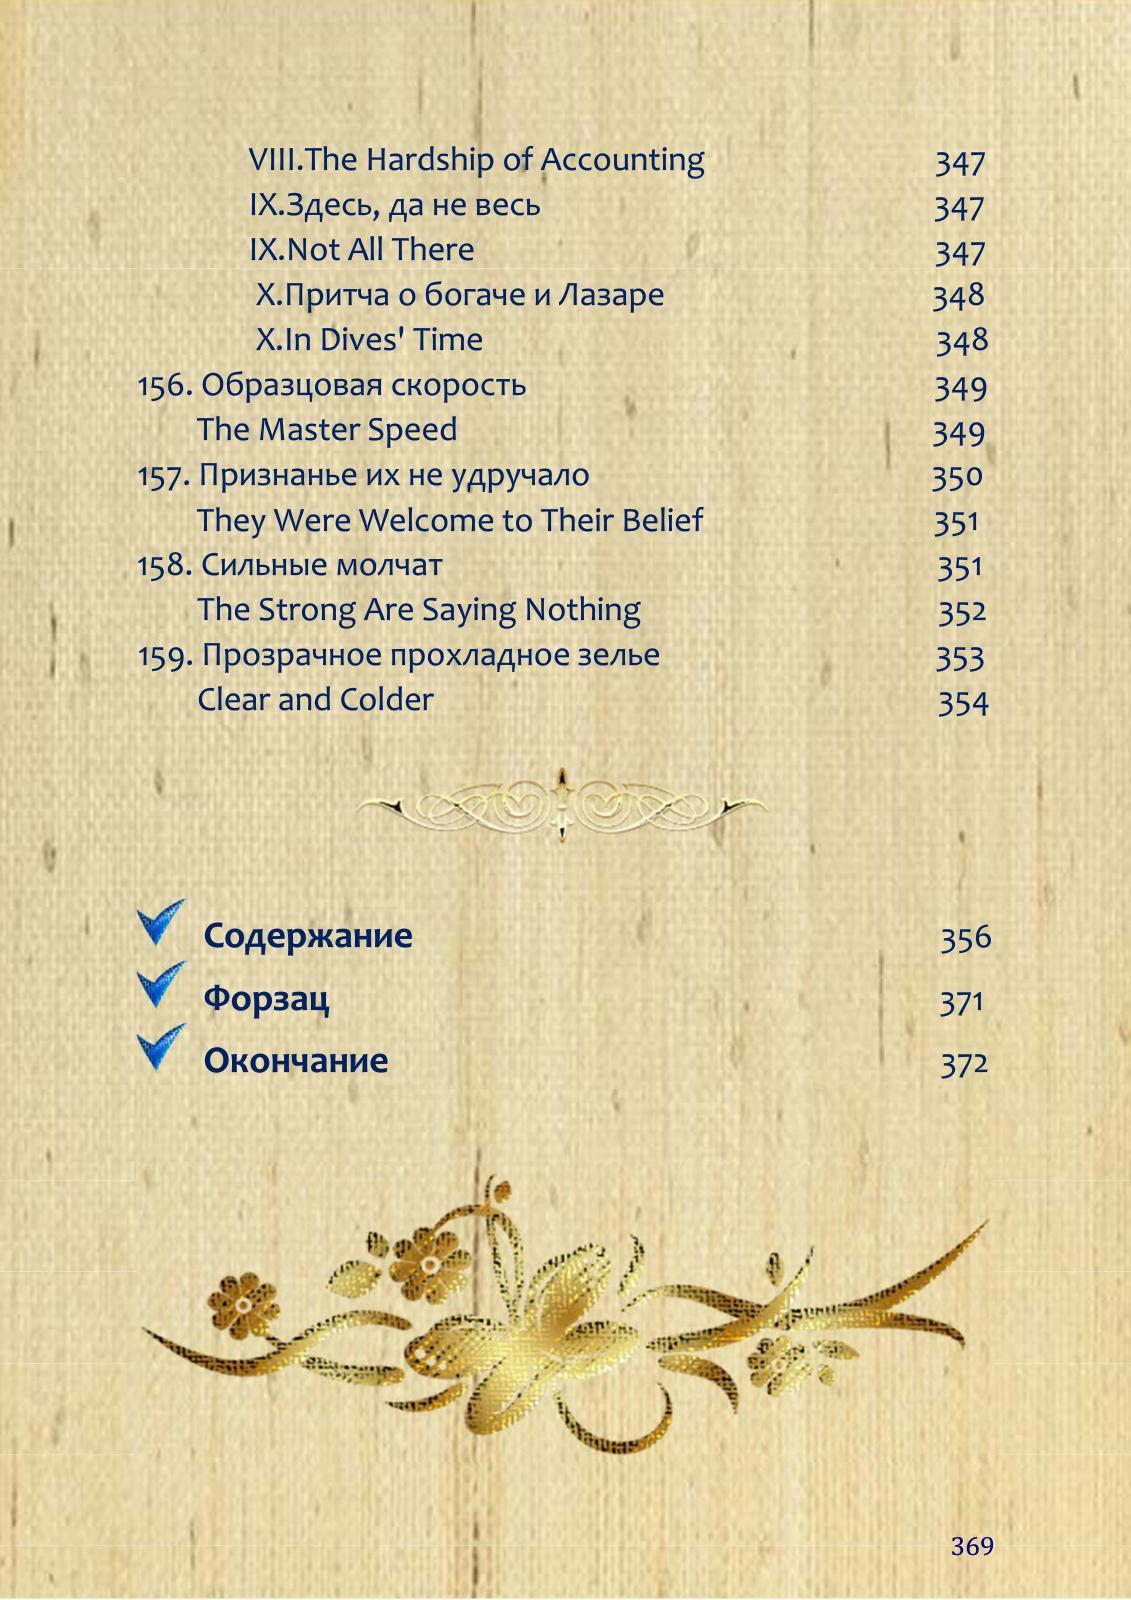 VIII.The Hardship of Accounting 347
IX.Здесь, да не весь 347
IX.Not All There 347
X.Притча о богаче и Лазаре 348
X.In Dives' Time 348
156. Образцовая скорость 349
The Master Speed 349
157. Признанье их не удручало 350
They Were Welcome to Their Belief 351
158. Сильные молчат 351
The Strong Are Saying Nothing 352
159. Прозрачное прохладное зелье 353
Clear and Colder 354
Содержание 356
Форзац 371
Окончание 372
369